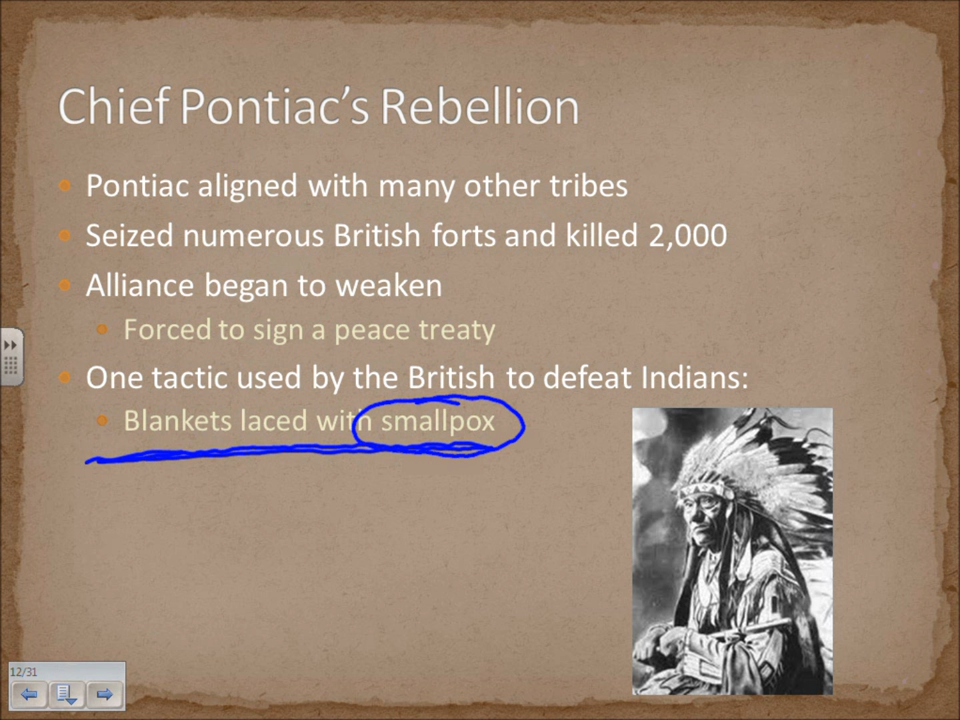 Chief Pontiac's Rebellion
Pontiac aligned with many other tribes
Seized numerous British forts and killed 2,000
Alliance began to weaken
Forced to sign a peace treaty
One tactic used by the British to defeat Indians:
Blankets laced with smallpox
12/31